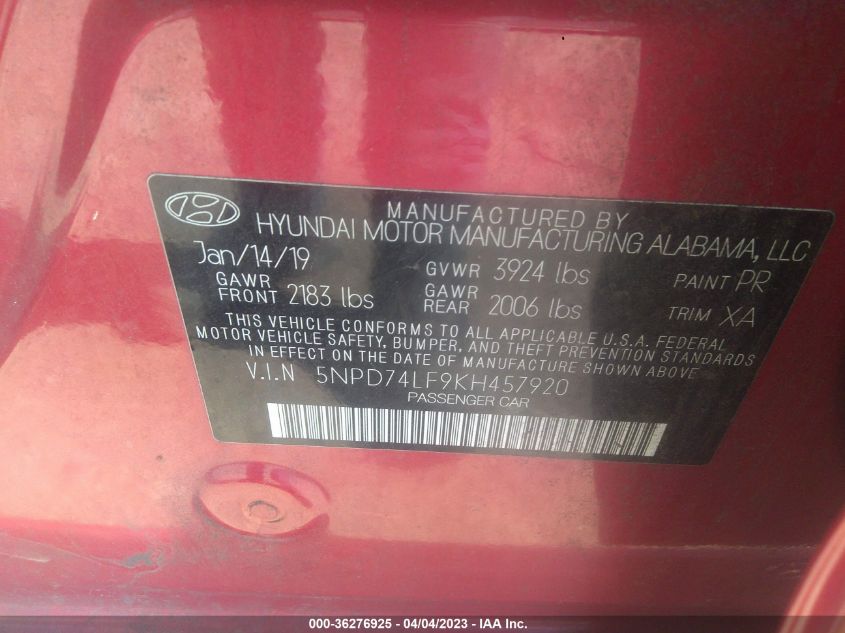 MANUFACTURED BY
HYUNDAI MOTOR MANUFACTURING ALABAMA, LLC
Jan/14/19 GVWR 3924 lbs PAINT PR
GAWR FRONT 2183 lbs GAWR REAR 2006 lbs TRIM XA
THIS VEHICLE CONFORMS TO ALL APPLICABLE U.S.A. FEDERAL
MOTOR VEHICLE SAFETY, BUMPER, AND THEFT PREVENTION STANDARDS
IN EFFECT ON THE DATE OF MANUFACTURE SHOWN ABOVE.
V.I.N 5NPD74LF9KH457920
PASSENGER CAR
000-36276925 - 04/04/2023 - IAAI.com